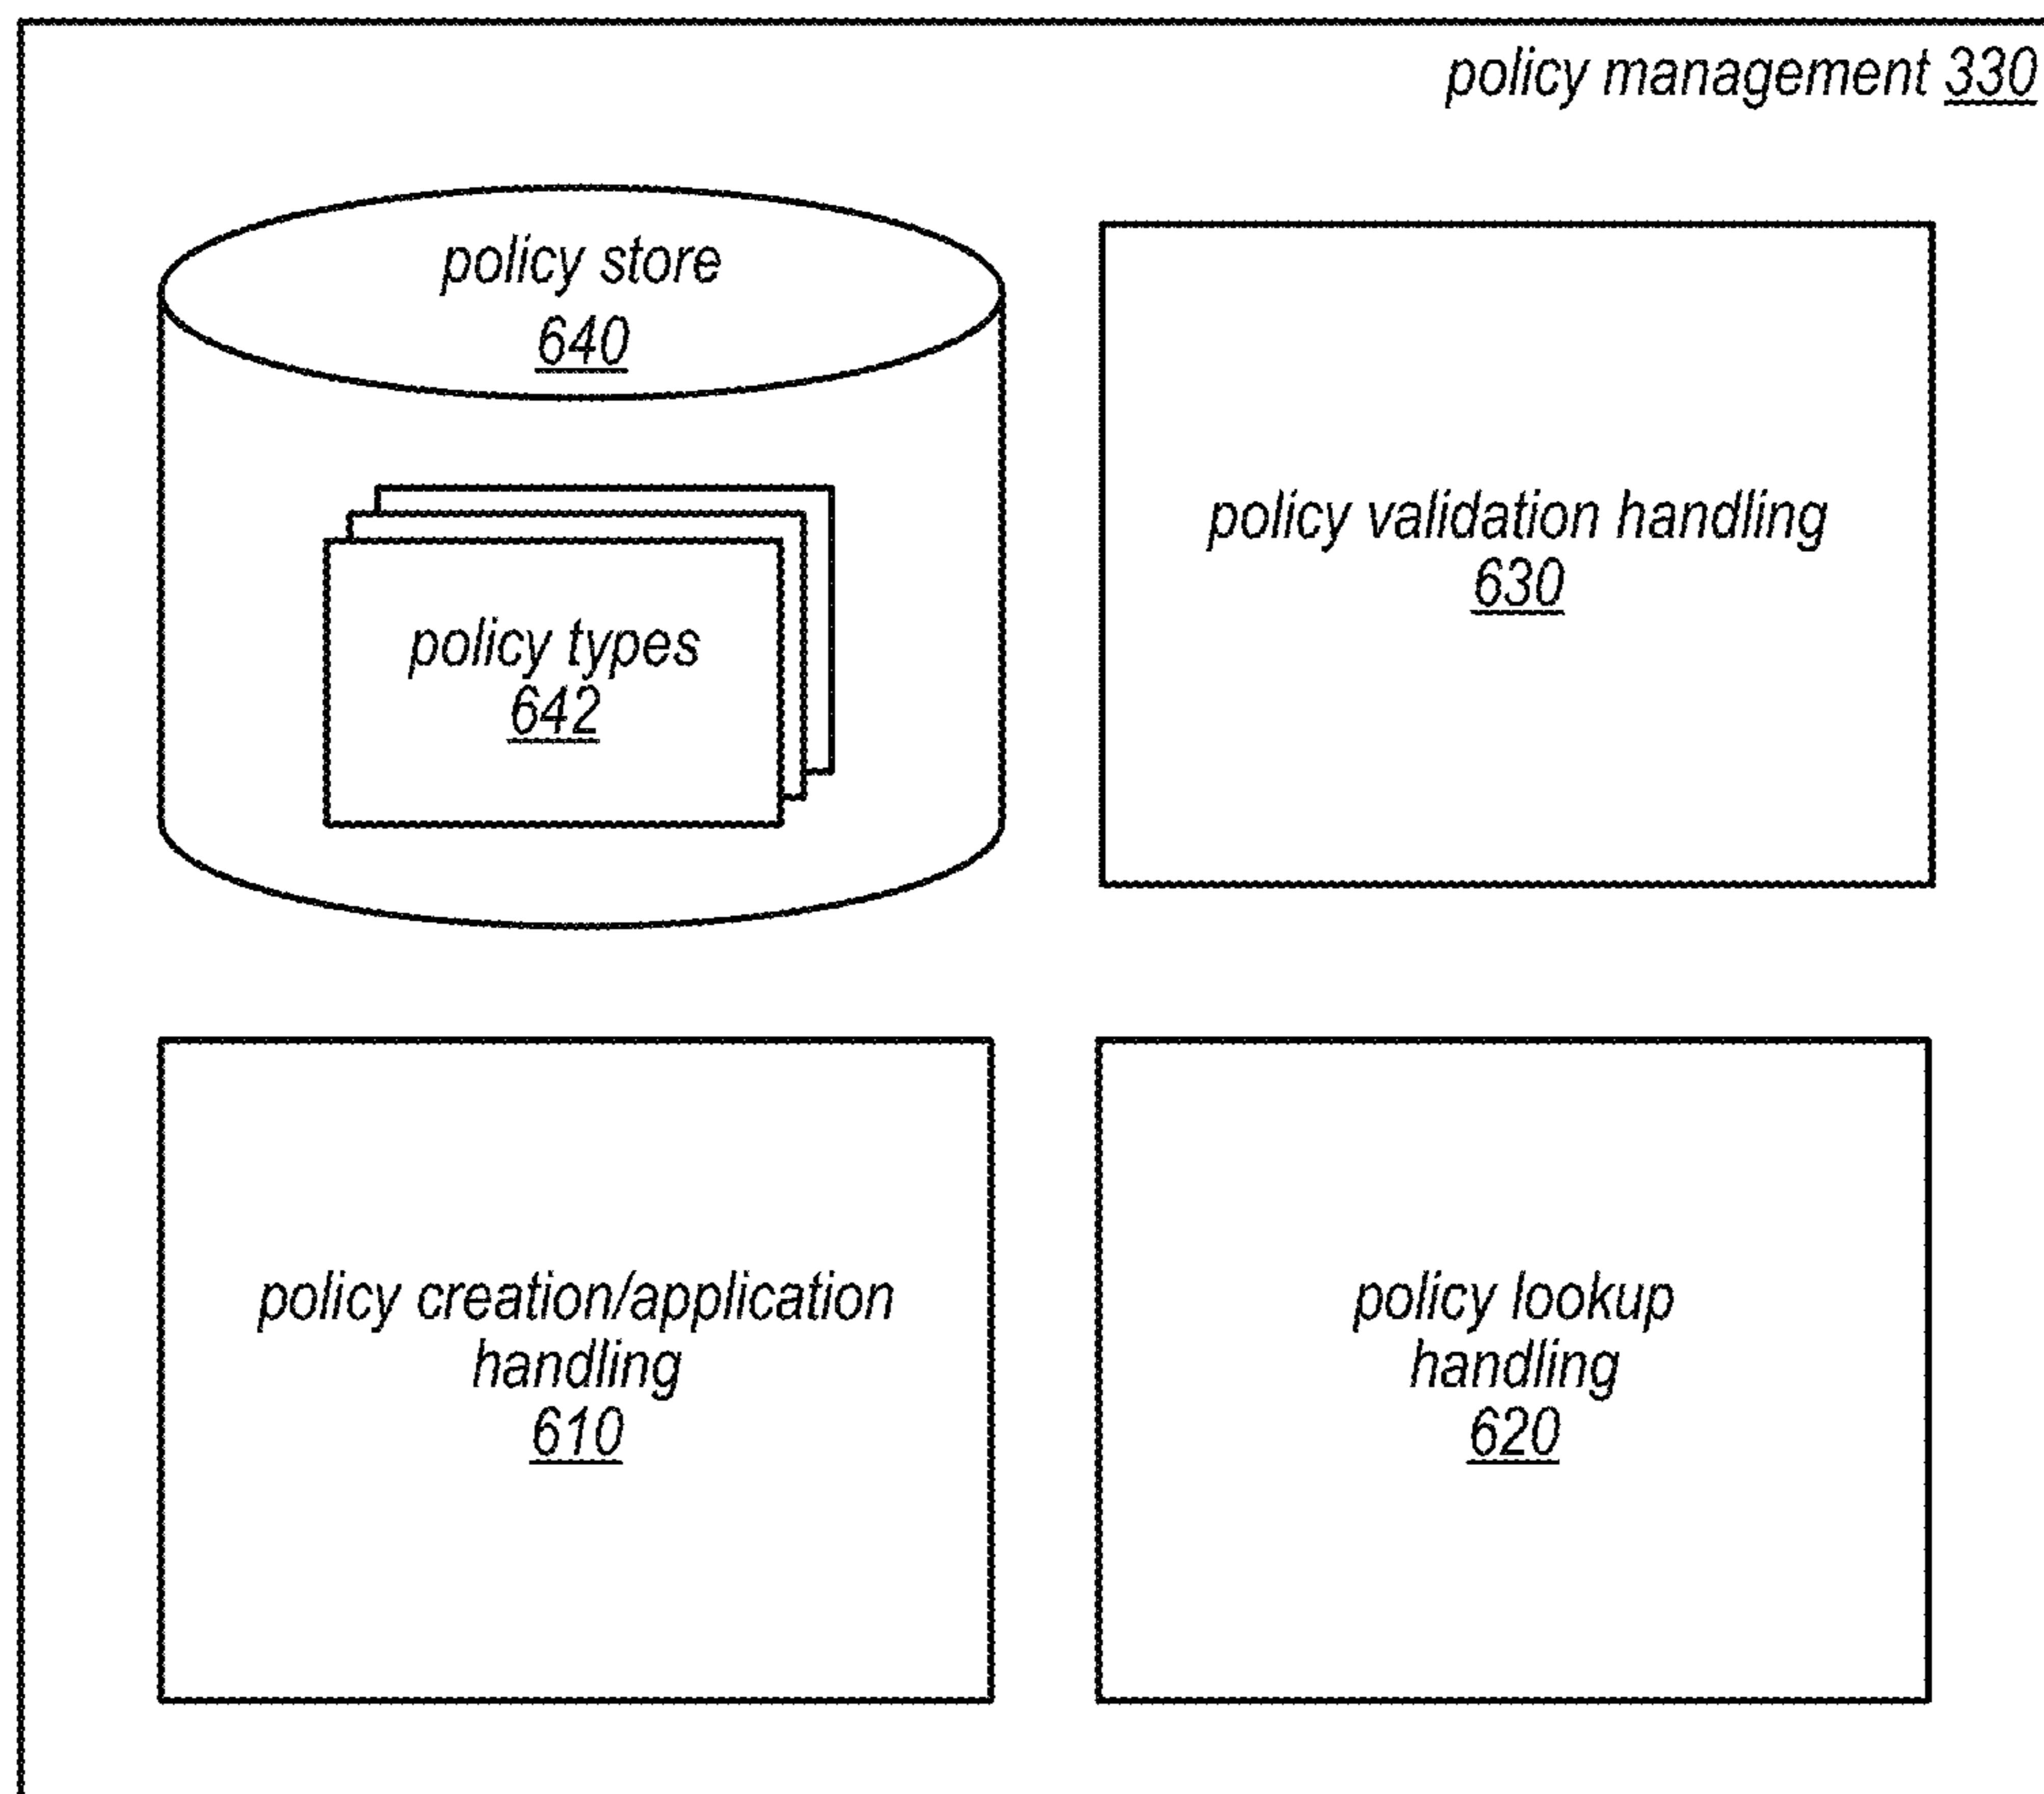 policy management 330
policy store
640
policy validation handling
630
policy types
642
policy creation/application
handling
610
policy lookup
handling
620